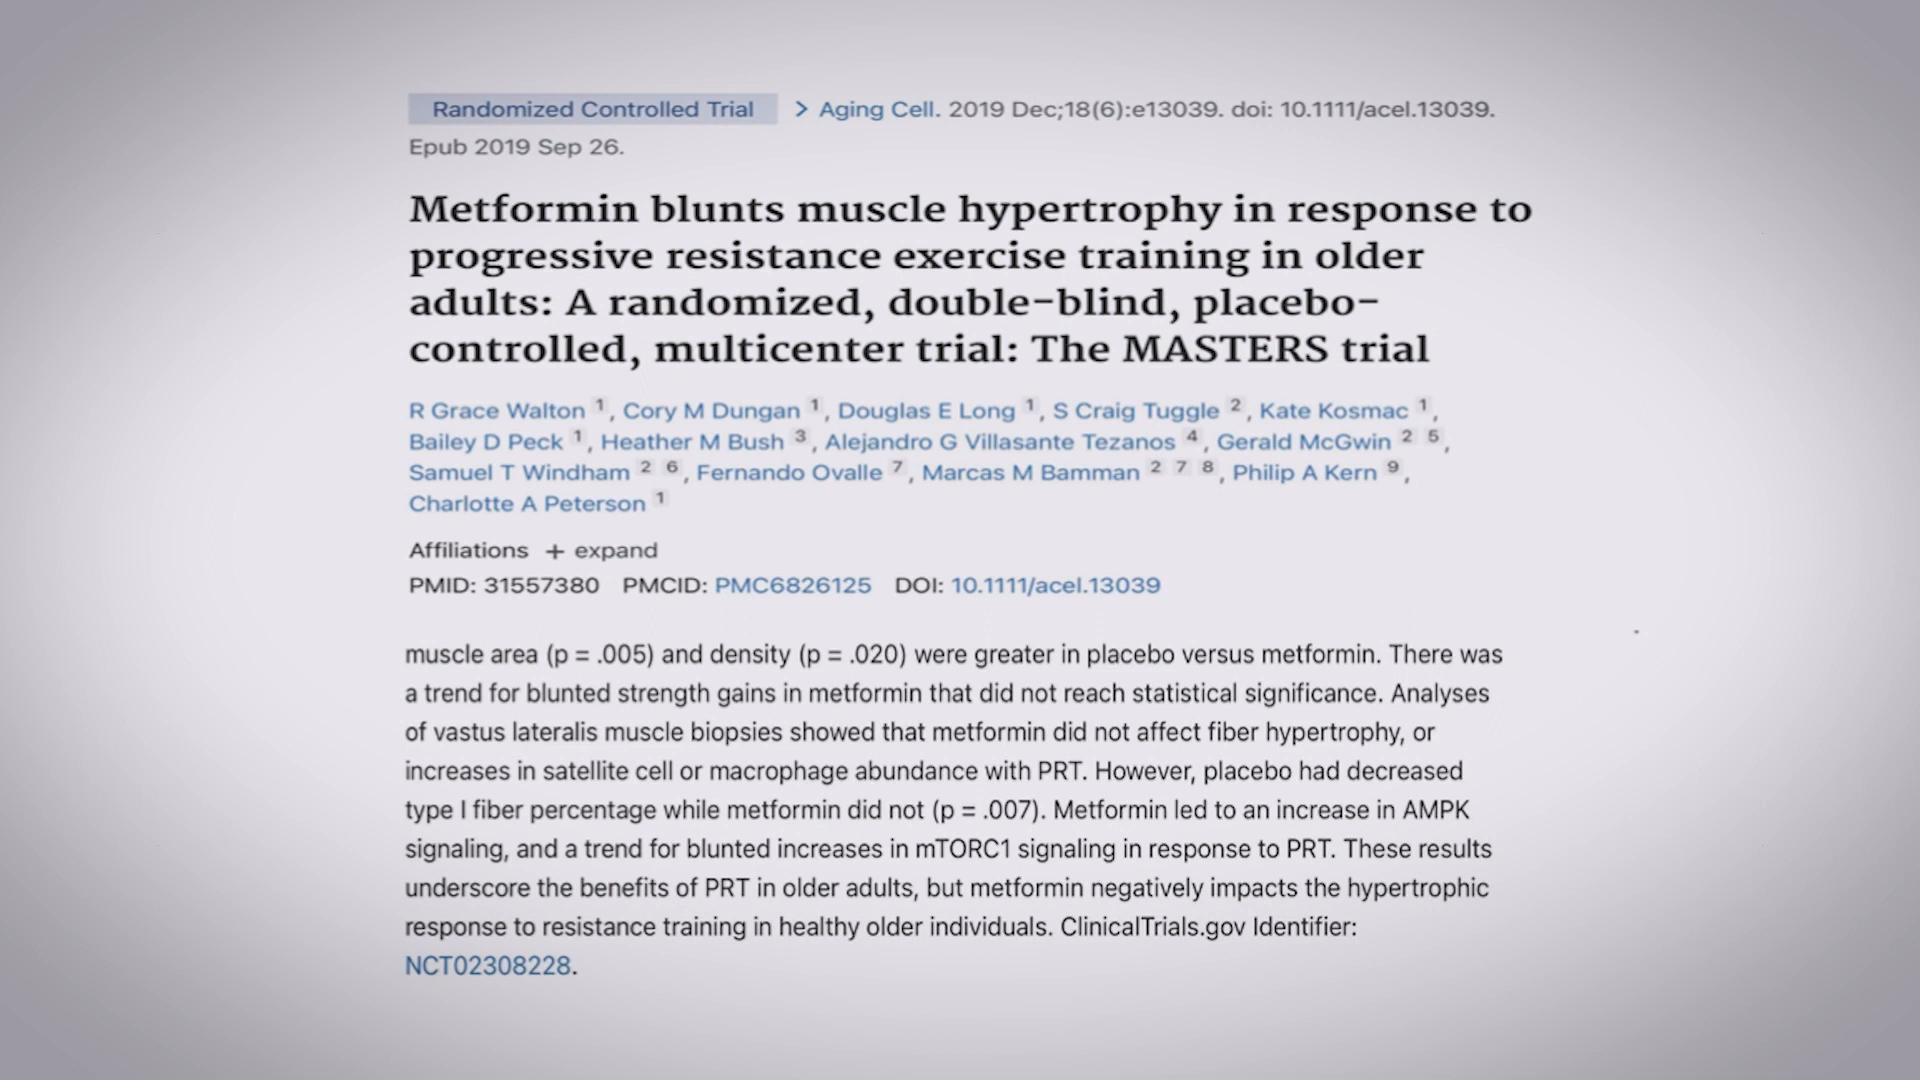 Randomized Controlled Trial > Aging Cell. 2019 Dec;18(6):e13039. doi: 10.1111/acel.13039.
Epub 2019 Sep 26.
Metformin blunts muscle hypertrophy in response to
progressive resistance exercise training in older
adults: A randomized, double-blind, placebo-
controlled, multicenter trial: The MASTERS trial
R Grace Walton 1, Cory M Dungan 1, Douglas E Long 1, S Craig Tuggle 2, Kate Kosmac 1,
Bailey D Peck 1, Heather M Bush 3, Alejandro G Villasante Tezanos 4, Gerald McGwin 2 5,
Samuel T Windham 2 6, Fernando Ovalle 7, Marcas M Bamman 2 7 8, Philip A Kern 9,
Charlotte A Peterson 1
Affiliations + expand
PMID: 31557380 PMCID: PMC6826125 DOI: 10.1111/acel.13039
muscle area (p = .005) and density (p = .020) were greater in placebo versus metformin. There was
a trend for blunted strength gains in metformin that did not reach statistical significance. Analyses
of vastus lateralis muscle biopsies showed that metformin did not affect fiber hypertrophy, or
increases in satellite cell or macrophage abundance with PRT. However, placebo had decreased
type I fiber percentage while metformin did not (p = .007). Metformin led to an increase in AMPK
signaling, and a trend for blunted increases in mTORC1 signaling in response to PRT. These results
underscore the benefits of PRT in older adults, but metformin negatively impacts the hypertrophic
response to resistance training in healthy older individuals. ClinicalTrials.gov Identifier:
NCT02308228.